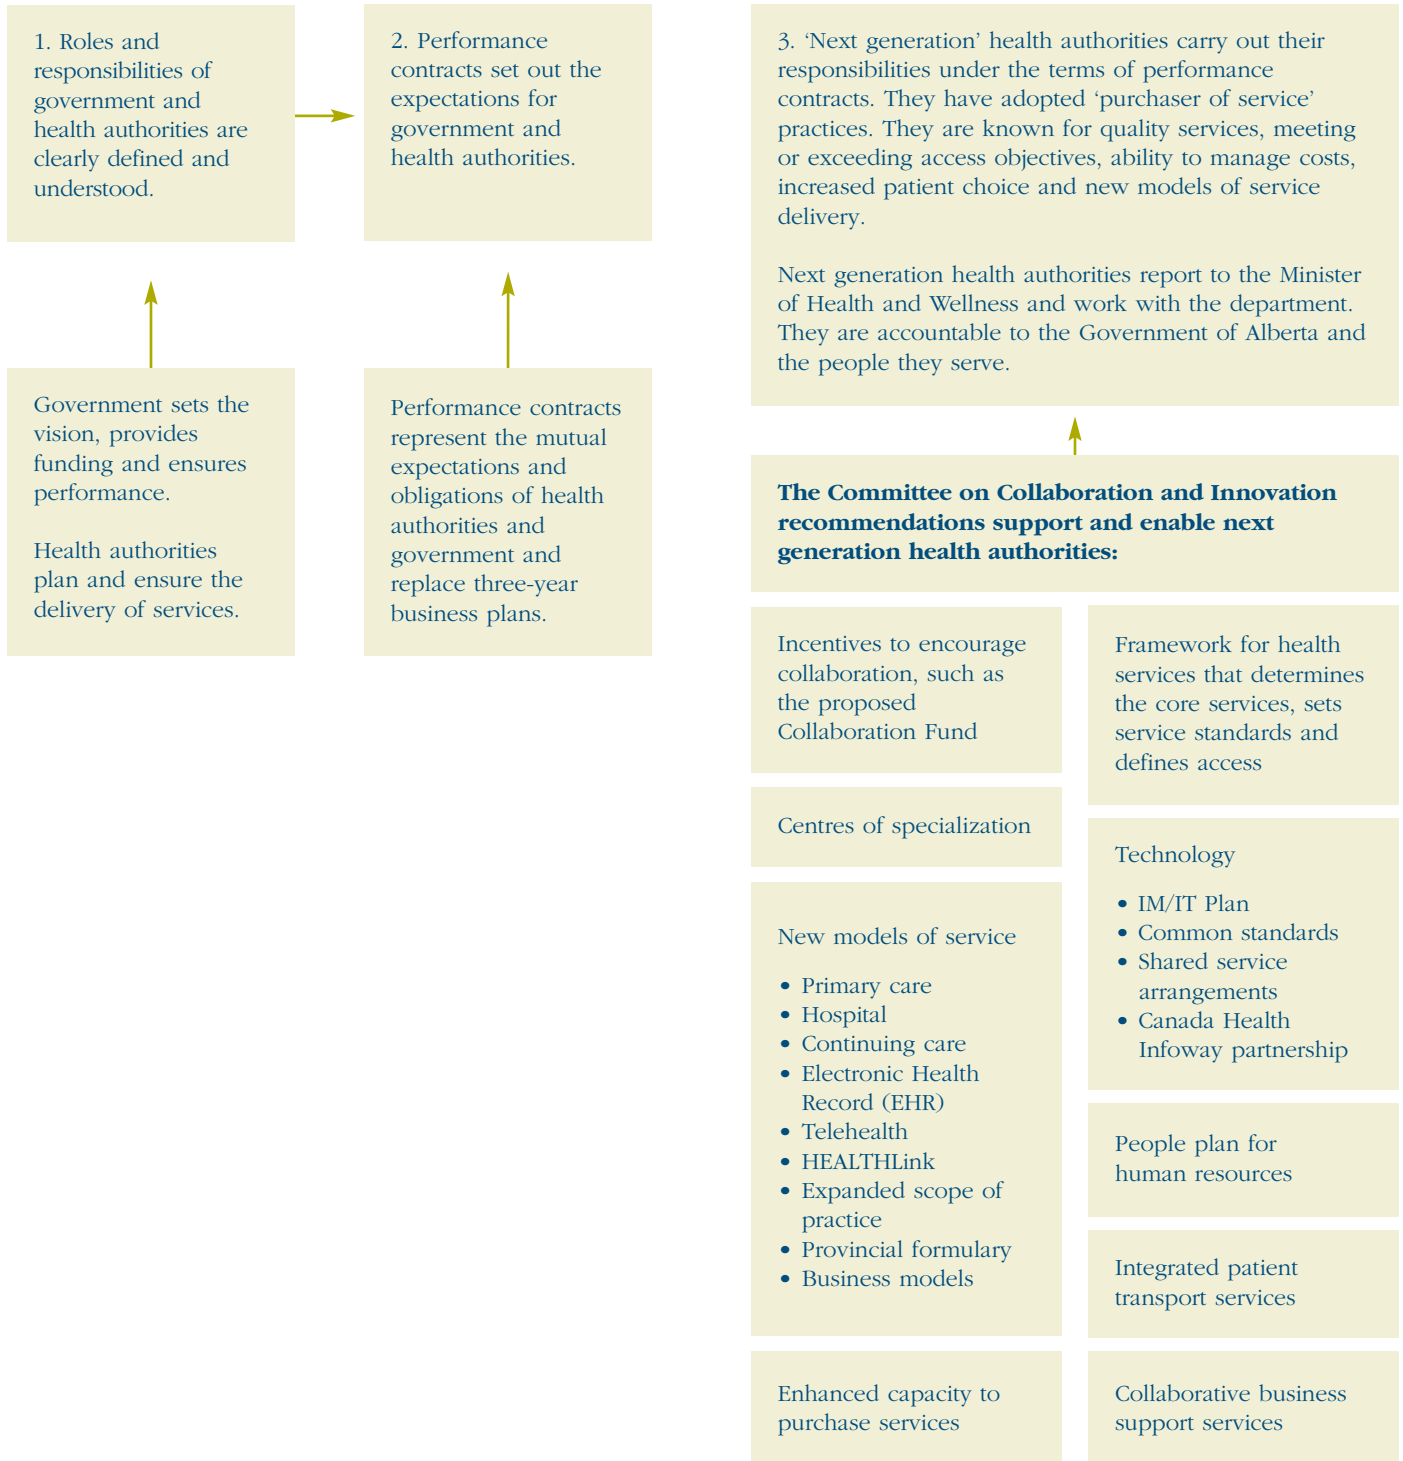 1. Roles and
responsibilities of
government and
health authorities are
clearly defined and
understood.
2. Performance
contracts set out the
expectations for
government and
health authorities.
3. ‘Next generation’ health authorities carry out their
responsibilities under the terms of performance
contracts. They have adopted ‘purchaser of service’
practices. They are known for quality services, meeting
or exceeding access objectives, ability to manage costs,
increased patient choice and new models of service
delivery.
Next generation health authorities report to the Minister
of Health and Wellness and work with the department.
They are accountable to the Government of Alberta and
the people they serve.
Government sets the
vision, provides
funding and ensures
performance.
Health authorities
plan and ensure the
delivery of services.
Performance contracts
represent the mutual
expectations and
obligations of health
authorities and
government and
replace three-year
business plans.
The Committee on Collaboration and Innovation
recommendations support and enable next
generation health authorities:
Incentives to encourage
collaboration, such as
the proposed
Collaboration Fund
Centres of specialization
New models of service
• Primary care
• Hospital
• Continuing care
• Electronic Health
Record (EHR)
• Telehealth
• HEALTHLink
• Expanded scope of
practice
• Provincial formulary
• Business models
Enhanced capacity to
purchase services
Framework for health
services that determines
the core services, sets
service standards and
defines access
Technology
• IM/IT Plan
• Common standards
• Shared service
arrangements
• Canada Health
Infoway partnership
People plan for
human resources
Integrated patient
transport services
Collaborative business
support services